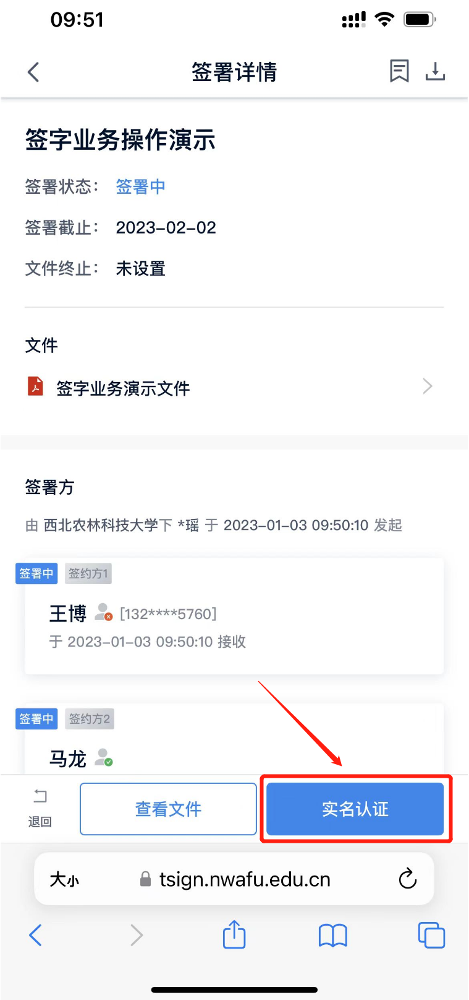 09:51
签署详情
签字业务操作演示
签署状态： 签署中
签署截止： 2023-02-02
文件终止： 未设置
文件
签字业务演示文件
签署方
由 西北农林科技大学下 *瑶 于 2023-01-03 09:50:10 发起
签署中 签约方1
王博 [132****5760]
于 2023-01-03 09:50:10 接收
签署中 签约方2
马龙
退回 查看文件 实名认证
大小 tsign.nwafu.edu.cn